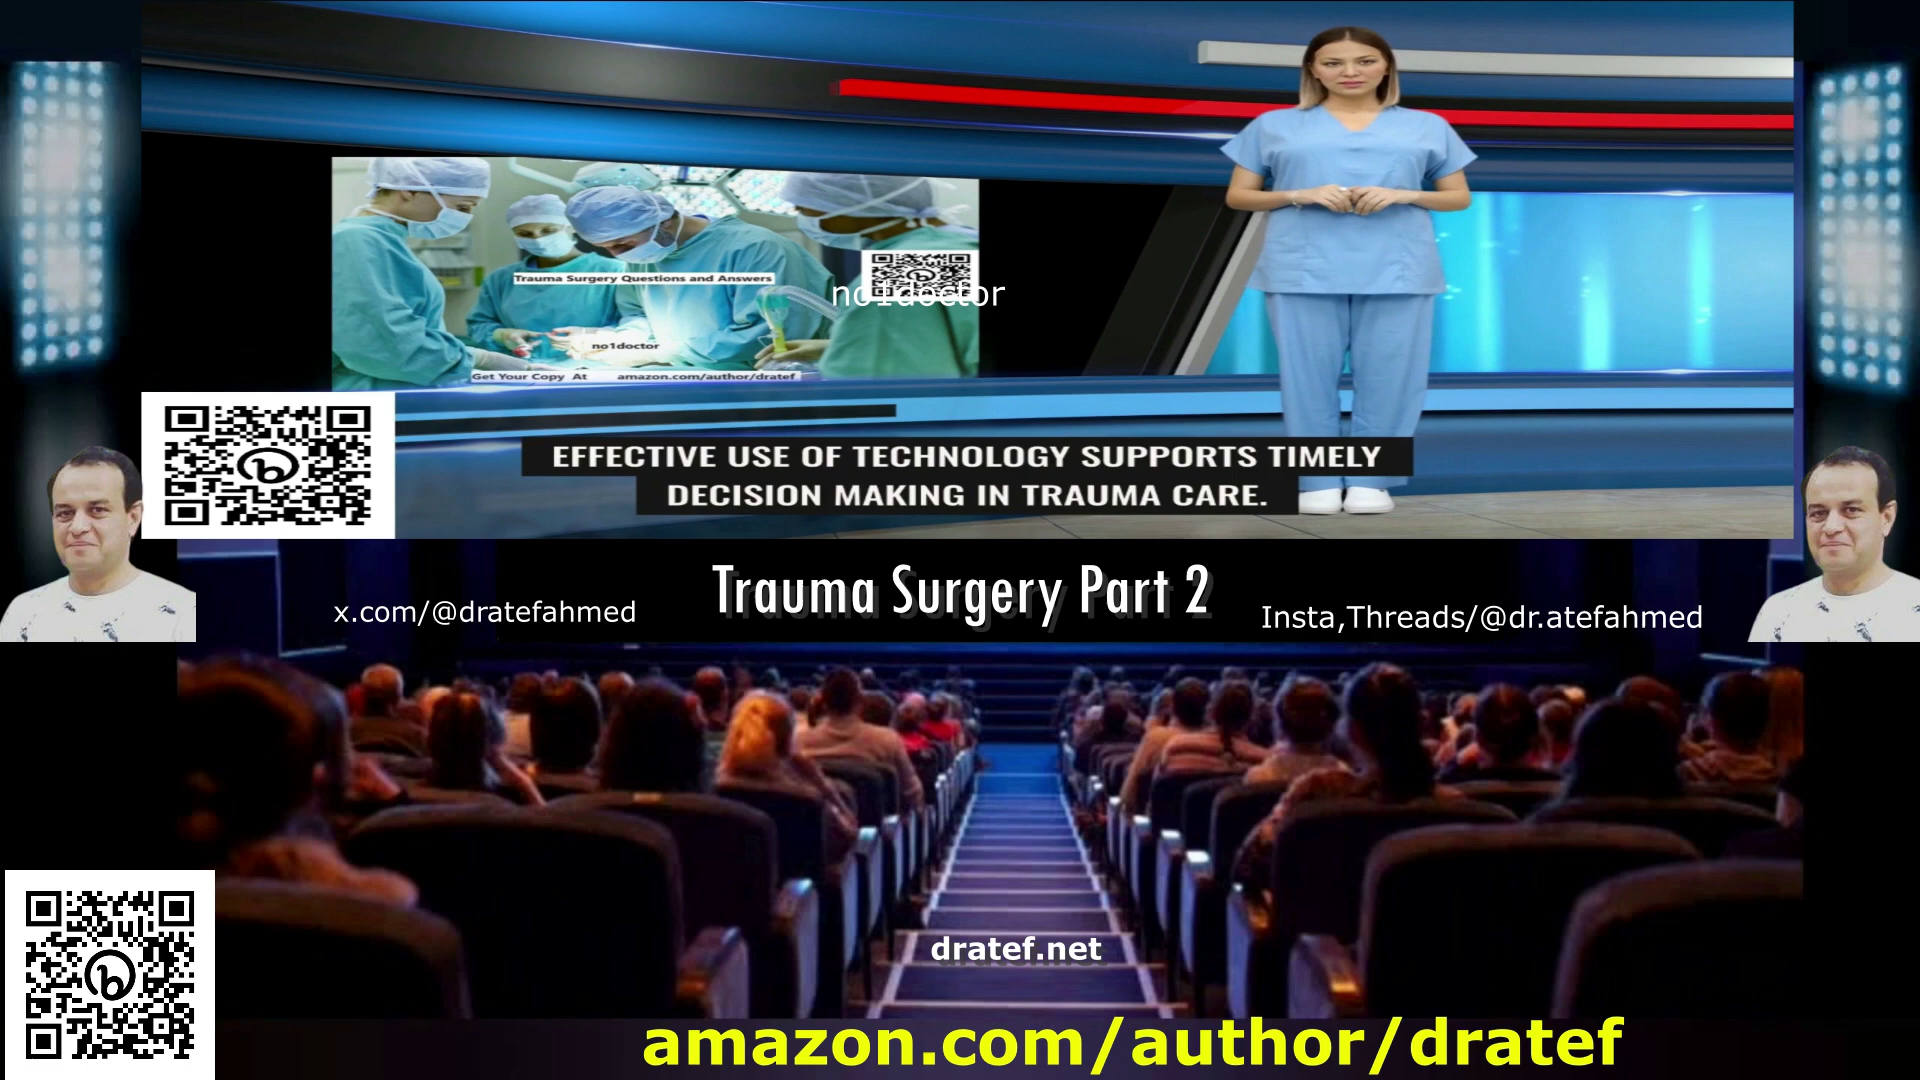 Trauma Surgery Questions and Answers
no1doctor
no1doctor
Get Your Copy At amazon.com/author/dratef
EFFECTIVE USE OF TECHNOLOGY SUPPORTS TIMELY
DECISION MAKING IN TRAUMA CARE.
Trauma Surgery Part 2
x.com/@dratefahmed
Insta,Threads/@dr.atefahmed
dratef.net
amazon.com/author/dratef